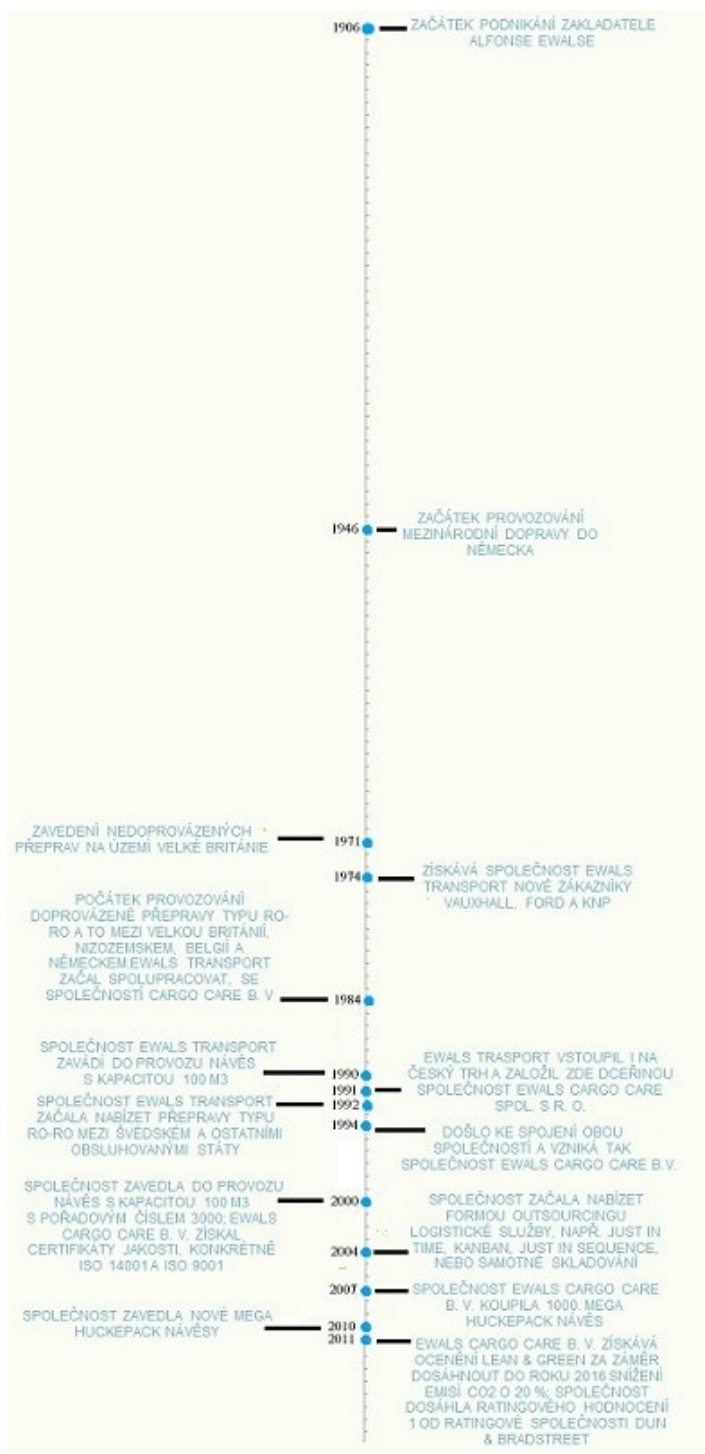 1906
ZAČÁTEK PODNIKÁNÍ ZAKLADATELE
ALFONSE EWALSE
1946
ZAČÁTEK PROVOZOVÁNÍ
MEZINÁRODNÍ DOPRAVY DO
NĚMECKA
ZAVEDENÍ NEDOPROVÁZENÝCH
PŘEPRAV NA ÚZEMÍ VELKÉ BRITÁNIE
1971
1974
ZÍSKÁVÁ SPOLEČNOST EWALS
TRANSPORT NOVÉ ZÁKAZNÍKY
VAUXHALL, FORD A KNP
POČÁTEK PROVOZOVÁNÍ
DOPROVÁZENÉ PŘEPRAVY TYPU RO-
RO A TO MEZI VELKOU BRITÁNIÍ,
NIZOZEMSKEM, BELGIÍ A
NĚMECKEM,EWALS TRANSPORT
ZAČAL SPOLUPRACOVAT, SE
SPOLEČNOSTÍ CARGO CARE B. V
1984
SPOLEČNOST EWALS TRANSPORT
ZAVÁDÍ DO PROVOZU NÁVĚS
S KAPACITOU 100 M3
1990
1991
EWALS TRASPORT VSTOUPIL I NA
ČESKÝ TRH A ZALOŽIL ZDE DCEŘINOU
SPOLEČNOST EWALS CARGO CARE
SPOL. S R. O.
SPOLEČNOST EWALS TRANSPORT
ZAČALA NABÍZET PŘEPRAVY TYPU
RO-RO MEZI ŠVÉDSKEM A OSTATNÍMI
OBSLUHOVANÝMI STÁTY
1992
1994
DOŠLO KE SPOJENÍ OBOU
SPOLEČNOSTÍ A VZNIKÁ TAK
SPOLEČNOST EWALS CARGO CARE B.V.
SPOLEČNOST ZAVEDLA DO PROVOZU
NÁVĚS S KAPACITOU 100 M3
S POŘADOVÝM ČÍSLEM 3000; EWALS
CARGO CARE B. V. ZÍSKAL
CERTIFIKÁTY JAKOSTI, KONKRÉTNĚ
ISO 14001 A ISO 9001
2000
2004
SPOLEČNOST ZAČALA NABÍZET
FORMOU OUTSOURCINGU
LOGISTICKÉ SLUŽBY, NAPŘ. JUST IN
TIME, KANBAN, JUST IN SEQUENCE,
NEBO SAMOTNÉ SKLADOVÁNÍ
2007
SPOLEČNOST EWALS CARGO CARE
B. V. KOUPILA 1000. MEGA
HUCKEPACK NÁVĚS
SPOLEČNOST ZAVEDLA NOVÉ MEGA
HUCKEPACK NÁVĚSY
2010
2011
EWALS CARGO CARE B. V. ZÍSKÁVÁ
OCENĚNÍ LEAN & GREEN ZA ZÁMĚR
DOSÁHNOUT DO ROKU 2016 SNÍŽENÍ
EMISÍ CO2 O 20 %; SPOLEČNOST
DOSÁHLA RATINGOVÉHO HODNOCENÍ
1 OD RATINGOVÉ SPOLEČNOSTI DUN
& BRADSTREET